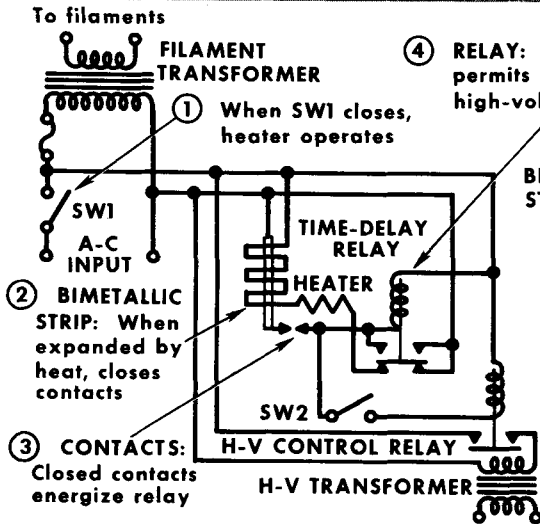 To filaments
FILAMENT
TRANSFORMER
1 When SW1 closes,
heater operates
4 RELAY:
permits
SW1
A-C
INPUT
TIME-DELAY
RELAY
HEATER
2 BIMETALLIC
STRIP: When
expanded by
heat, closes
contacts
SW2
3 CONTACTS:
Closed contacts
energize relay
H-V CONTROL RELAY
H-V TRANSFORMER